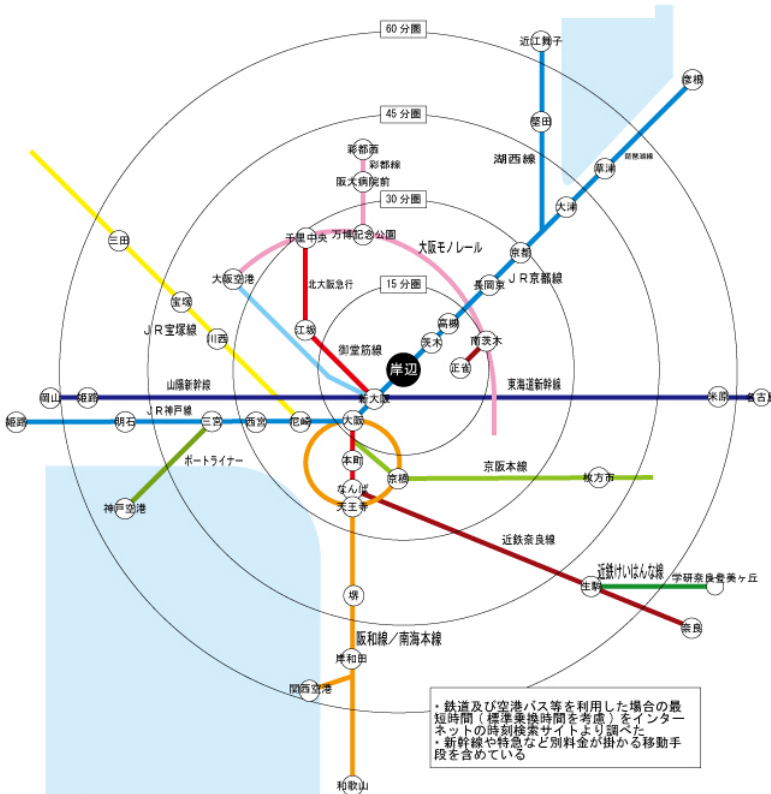 60分圏
近江舞子
彦根
45分圏
堅田
彩都西
湖西線
琵琶湖線
彩都線
草津
阪大病院前
30分圏
大津
千里中央
万博記念公園
三田
大阪モノレール
京都
大阪空港
JR京都線
北大阪急行
15分圏
長岡京
宝塚
江坂
高槻
JR宝塚線
川西
御堂筋線
茨木
南茨木
岸辺
正雀
山陽新幹線
東海道新幹線
岡山
姫路
新大阪
米原
名古屋
JR神戸線
姫路
明石
三宮
西宮
尼崎
大阪
ポートライナー
本町
京阪本線
京橋
枚方市
なんば
神戸空港
天王寺
近鉄奈良線
近鉄けいはんな線
学研奈良登美ヶ丘
生駒
堺
奈良
阪和線/南海本線
岸和田
関西空港
・鉄道及び空港バス等を利用した場合の最
短時間(標準乗換時間を考慮)をインター
ネットの時刻検索サイトより調べた
・新幹線や特急など別料金が掛かる移動手
段を含めている
和歌山